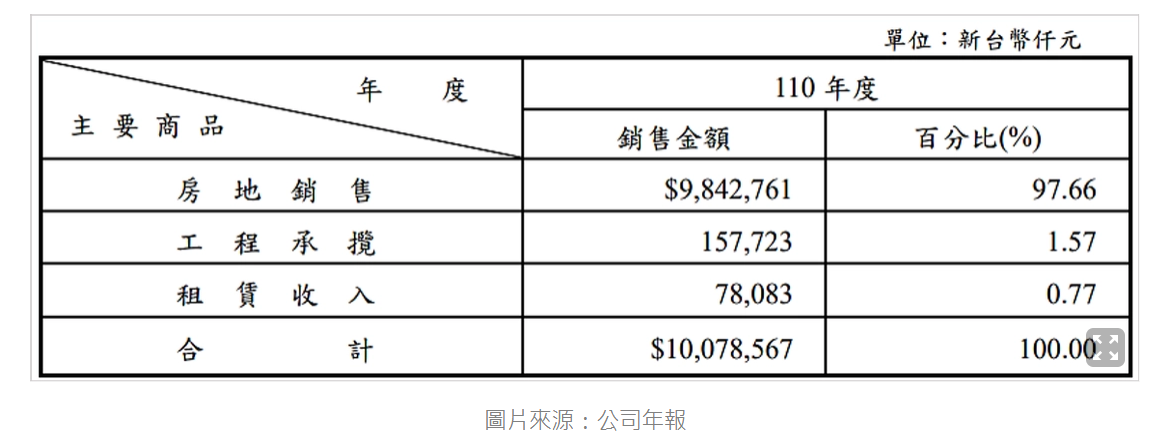 單位：新台幣仟元
年 度
主要商品
110 年度
銷售金額 百分比(%)
房地銷售 $9,842,761 97.66
工程承攬 157,723 1.57
租賃收入 78,083 0.77
合計 $10,078,567 100.00
圖片來源：公司年報